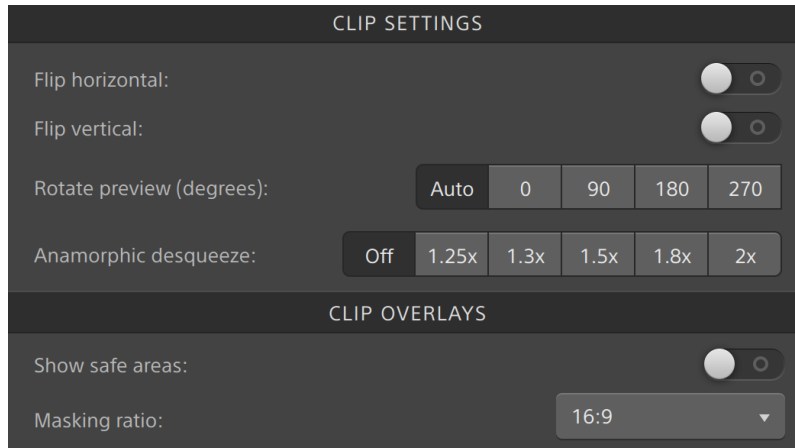 CLIP SETTINGS
Flip horizontal:
Flip vertical:
Rotate preview (degrees): Auto 0 90 180 270
Anamorphic desqueeze: Off 1.25x 1.3x 1.5x 1.8x 2x
CLIP OVERLAYS
Show safe areas:
Masking ratio: 16:9